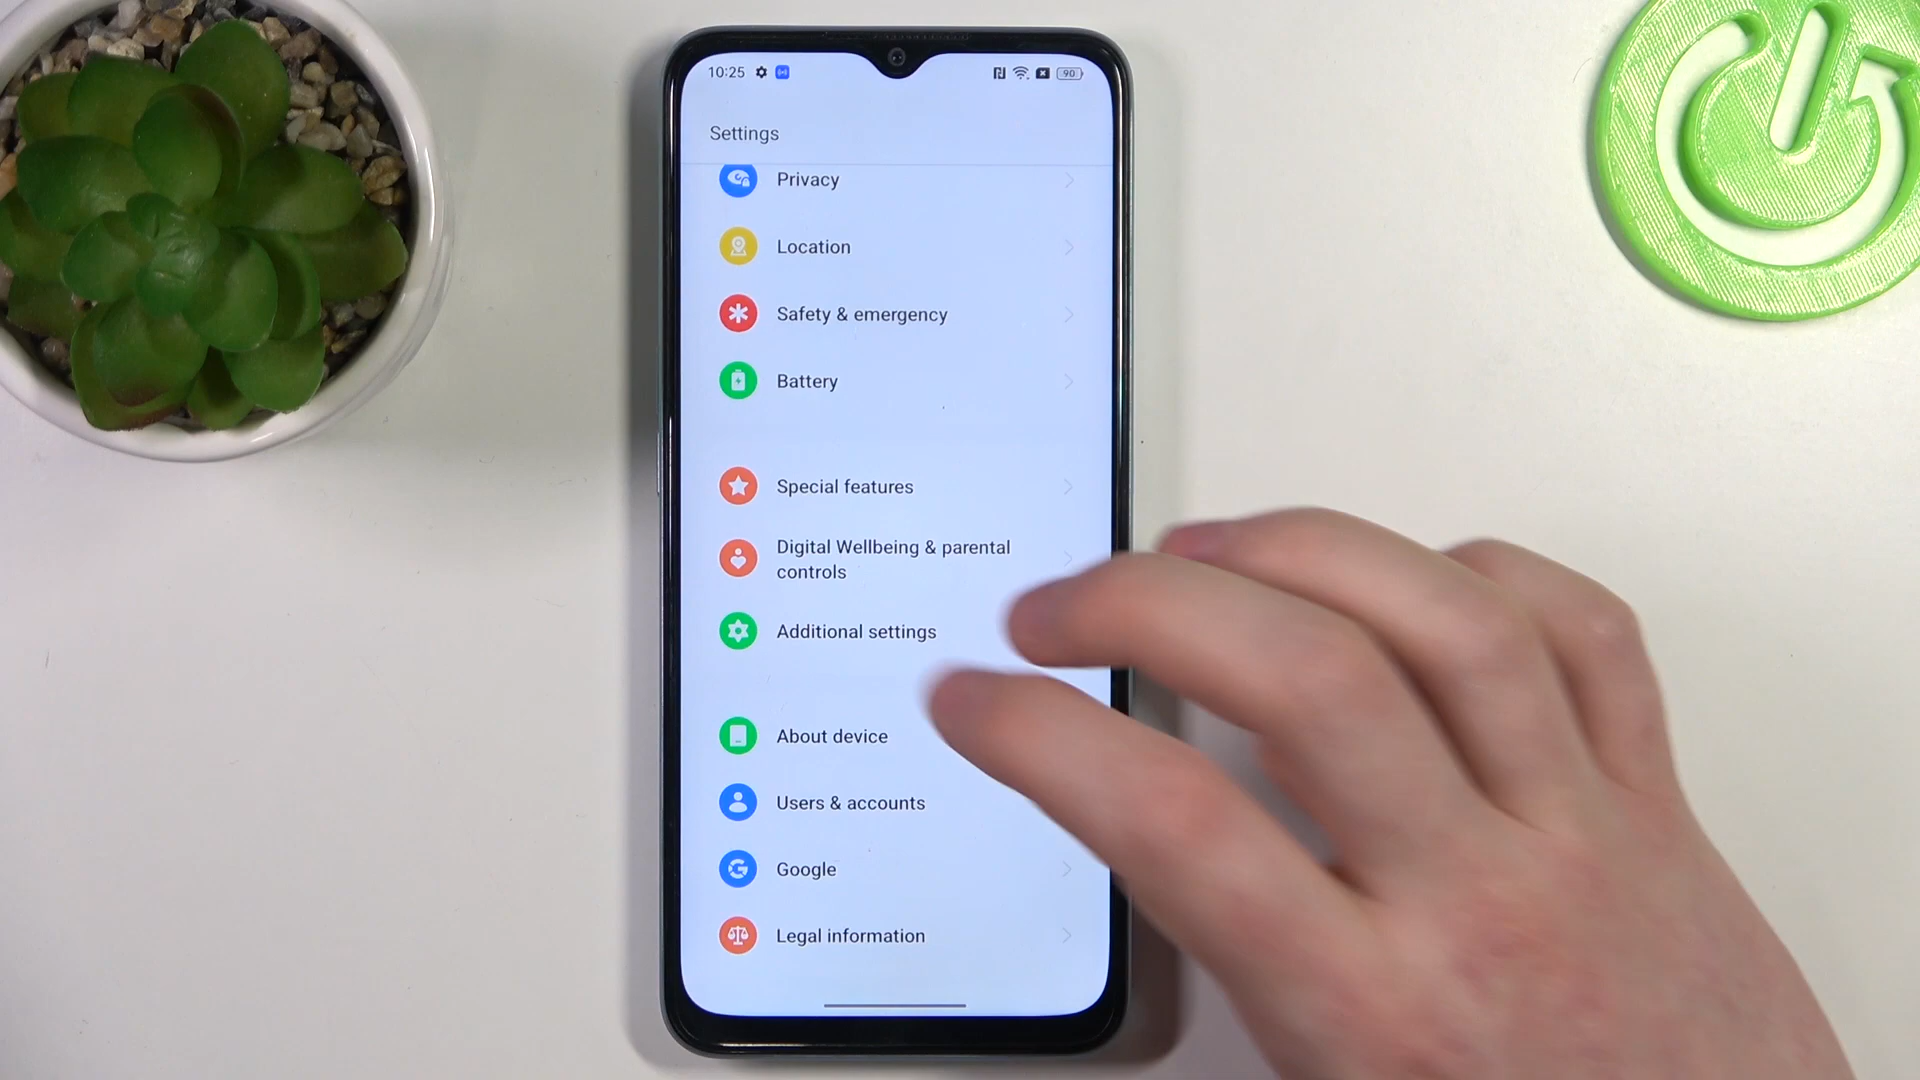 10:25 90
Settings
Privacy
Location
Safety & emergency
Battery
Special features
Digital Wellbeing & parental
controls
Additional settings
About device
Users & accounts
Google
Legal information